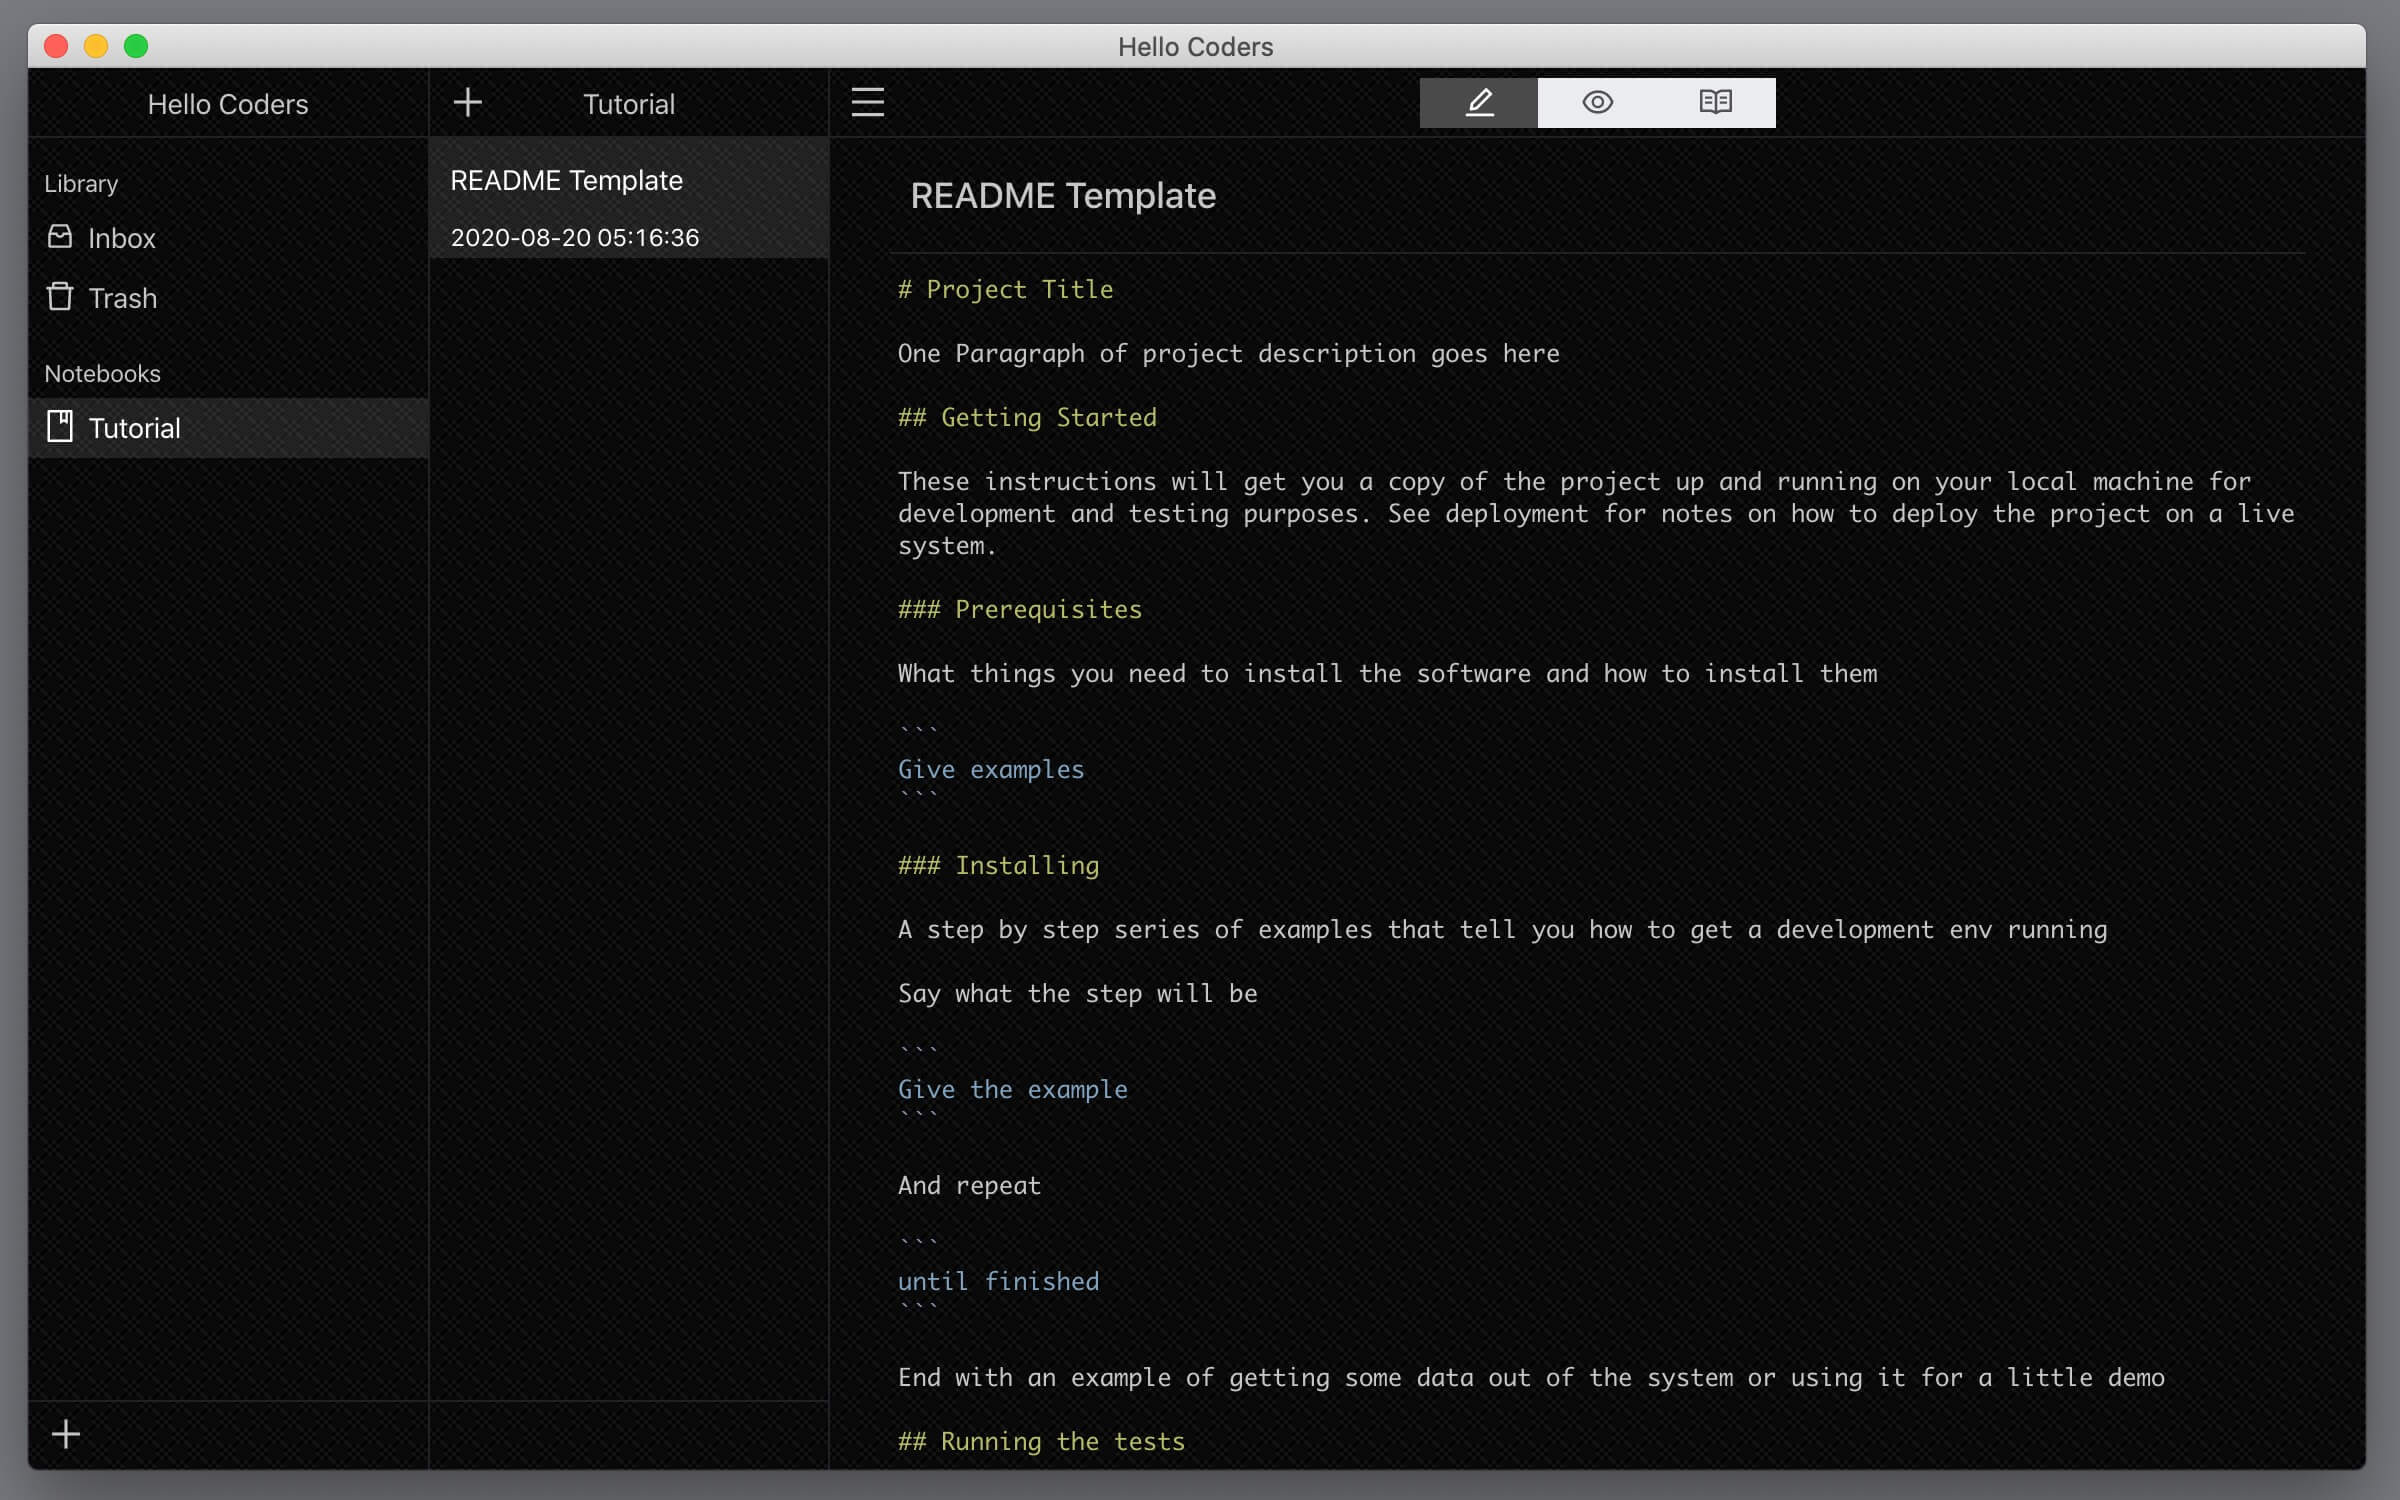 Hello Coders
Hello Coders
Tutorial
Library
Inbox
Trash
Notebooks
Tutorial
README Template
2020-08-20 05:16:36
README Template
# Project Title
One Paragraph of project description goes here
## Getting Started
These instructions will get you a copy of the project up and running on your local machine for
development and testing purposes. See deployment for notes on how to deploy the project on a live
system.
### Prerequisites
What things you need to install the software and how to install them
```
Give examples
```
### Installing
A step by step series of examples that tell you how to get a development env running
Say what the step will be
```
Give the example
```
And repeat
```
until finished
```
End with an example of getting some data out of the system or using it for a little demo
## Running the tests